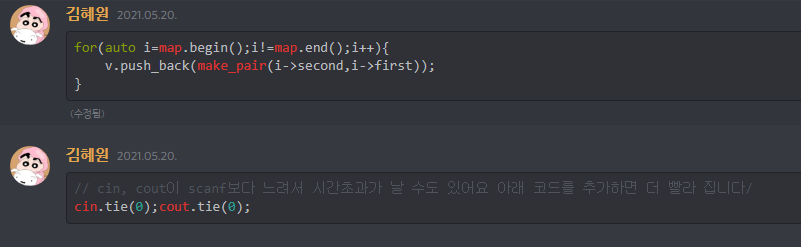 김혜원 2021.05.20.
for(auto i=map.begin();i!=map.end();i++){
    v.push_back(make_pair(i->second,i->first));
}
(수정됨)
김혜원 2021.05.20.
// cin, cout이 scanf보다 느려서 시간초과가 날 수도 있어요 아래 코드를 추가하면 더 빨라 집니다/
cin.tie(0);cout.tie(0);